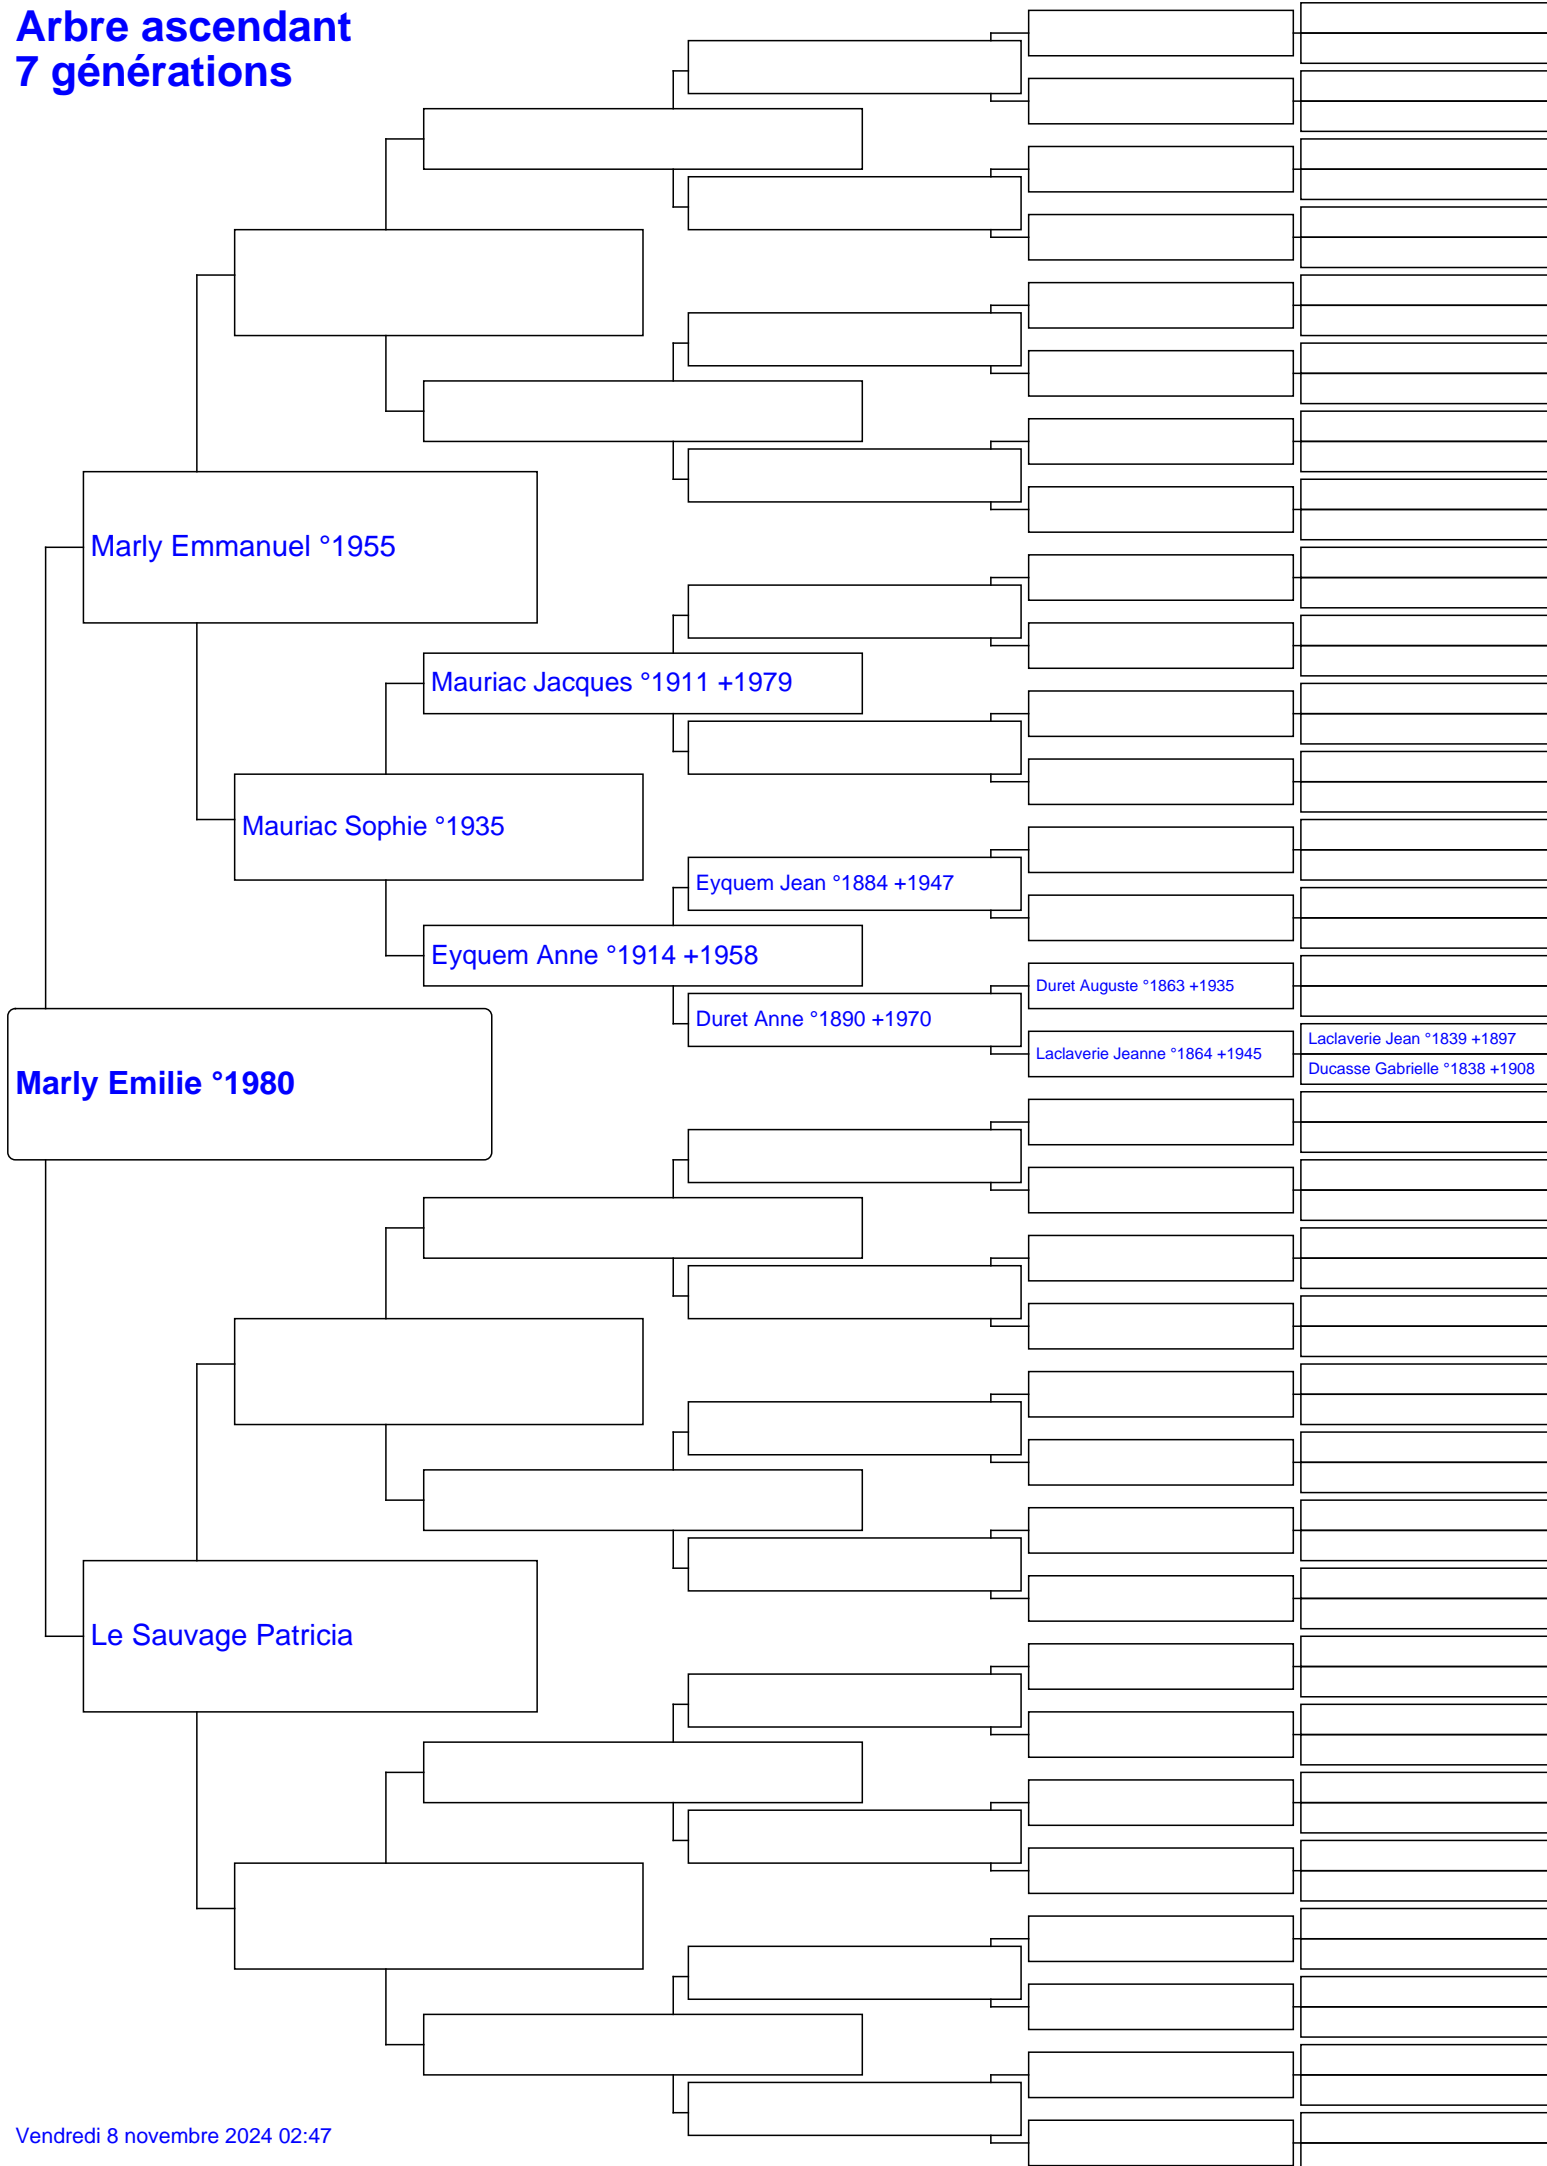 Arbre ascendant
7 générations
Marly Emmanuel °1955
Mauriac Jacques °1911 +1979
Mauriac Sophie °1935
Eyquem Jean °1884 +1947
Eyquem Anne °1914 +1958
Duret Auguste °1863 +1935
Duret Anne °1890 +1970
Laclaverie Jean °1839 +1897
Laclaverie Jeanne °1864 +1945
Ducasse Gabrielle °1838 +1908
Marly Emilie °1980
Le Sauvage Patricia
Vendredi 8 novembre 2024 02:47